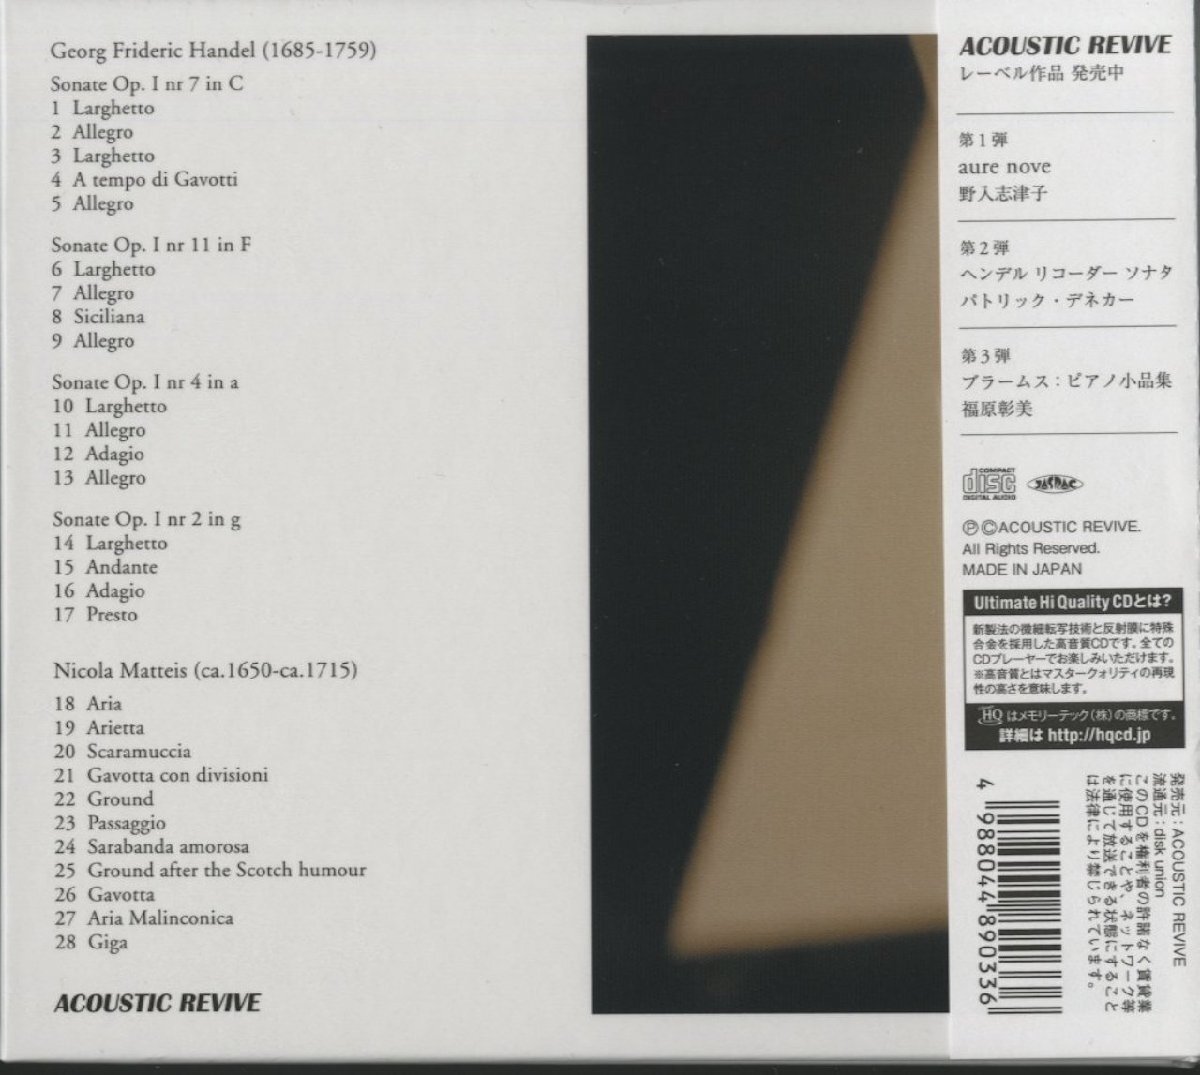 Georg Frideric Handel (1685-1759)
Sonate Op. I nr 7 in C
1 Larghetto
2 Allegro
3 Larghetto
4 A tempo di Gavotti
5 Allegro
Sonate Op. I nr 11 in F
6 Larghetto
7 Allegro
8 Siciliana
9 Allegro
Sonate Op. I nr 4 in a
10 Larghetto
11 Allegro
12 Adagio
13 Allegro
Sonate Op. I nr 2 in g
14 Larghetto
15 Andante
16 Adagio
17 Presto
Nicola Matteis (ca.1650-ca.1715)
18 Aria
19 Arietta
20 Scaramuccia
21 Gavotta con divisioni
22 Ground
23 Passaggio
24 Sarabanda amorosa
25 Ground after the Scotch humour
26 Gavotta
27 Aria Malinconica
28 Giga
ACOUSTIC REVIVE
ACOUSTIC REVIVE
レーベル作品 発売中
第1弾
aure nove
野入志津子
第2弾
ヘンデル リコーダー ソナタ
パトリック・デネカー
第3弾
ブラームス：ピアノ小品集
福原彰美
COMPACT
disc
DIGITAL AUDIO
JASRAC
ⓅⒸACOUSTIC REVIVE.
All Rights Reserved.
MADE IN JAPAN
Ultimate Hi Quality CDとは?
新製法の微細転写技術と反射膜に特殊
合金を採用した高音質CDです。全ての
CDプレーヤーでお楽しみいただけます。
※高音質とはマスタークォリティの再現
性の高さを意味します。
HQ はメモリーテック(株)の商標です。
詳細は http://hqcd.jp
発売元：ACOUSTIC REVIVE
流通元：disk union
このCDを権利者の許諾なく賃貸業
に使用することや、ネットワーク等
を通じて放送できる状態にすること
は法律により禁じられています。
4 988044 890336